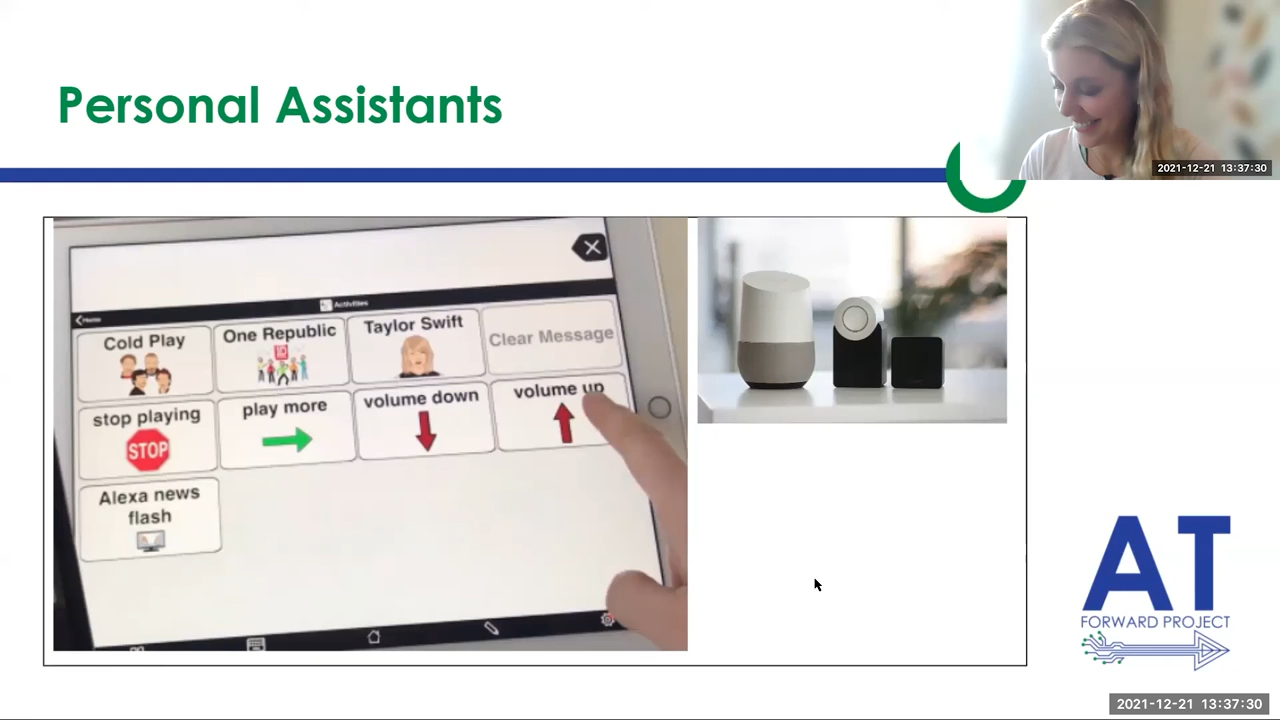 Personal Assistants
2021-12-21 13:37:30
Activities
Home
Cold Play
One Republic
1D
Taylor Swift
Clear Message
stop playing
STOP
play more
volume down
volume up
Alexa news
flash
AT
FORWARD PROJECT
2021-12-21 13:37:30